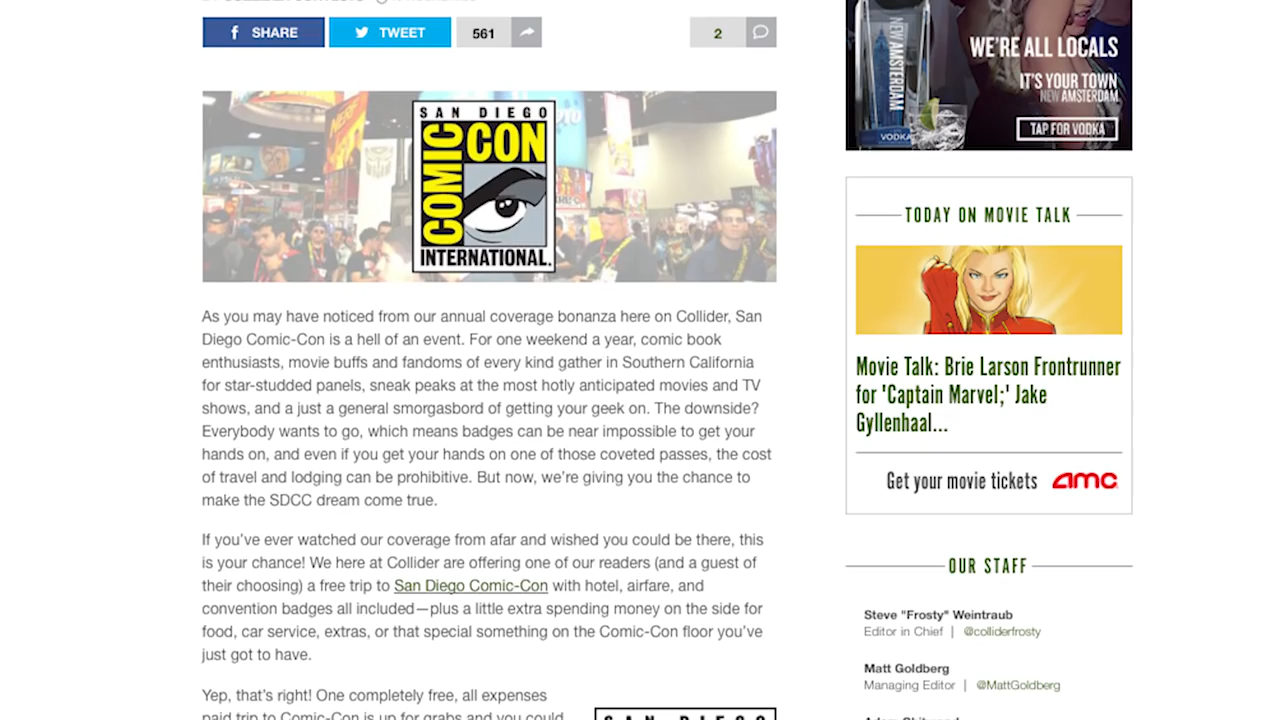 SHARE
TWEET
561
2
SAN DIEGO
COMIC CON
INTERNATIONAL.
As you may have noticed from our annual coverage bonanza here on Collider, San
Diego Comic-Con is a hell of an event. For one weekend a year, comic book
enthusiasts, movie buffs and fandoms of every kind gather in Southern California
for star-studded panels, sneak peaks at the most hotly anticipated movies and TV
shows, and a just a general smorgasbord of getting your geek on. The downside?
Everybody wants to go, which means badges can be near impossible to get your
hands on, and even if you get your hands on one of those coveted passes, the cost
of travel and lodging can be prohibitive. But now, we’re giving you the chance to
make the SDCC dream come true.
If you’ve ever watched our coverage from afar and wished you could be there, this
is your chance! We here at Collider are offering one of our readers (and a guest of
their choosing) a free trip to San Diego Comic-Con with hotel, airfare, and
convention badges all included—plus a little extra spending money on the side for
food, car service, extras, or that special something on the Comic-Con floor you’ve
just got to have.
Yep, that’s right! One completely free, all expenses
paid trip to Comic-Con is up for grabs and you could
SAN DIEGO
NEW AMSTERDAM
VODKA
WE'RE ALL LOCALS
IT'S YOUR TOWN
NEW AMSTERDAM
TAP FOR VODKA
TODAY ON MOVIE TALK
Movie Talk: Brie Larson Frontrunner
for 'Captain Marvel;' Jake
Gyllenhaal...
Get your movie tickets amc
OUR STAFF
Steve "Frosty" Weintraub
Editor in Chief | @colliderfrosty
Matt Goldberg
Managing Editor | @MattGoldberg